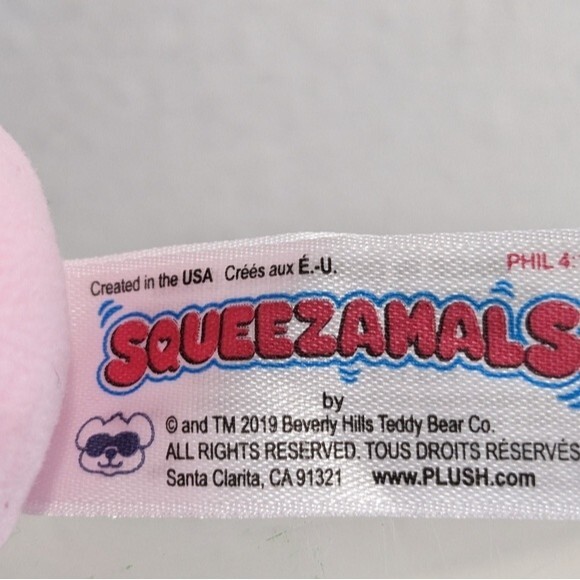 Created in the USA Créés aux É.-U.
PHIL 4:
SQUEEZAMALS
by
© and TM 2019 Beverly Hills Teddy Bear Co.
ALL RIGHTS RESERVED. TOUS DROITS RÉSERVÉS
Santa Clarita, CA 91321 www.PLUSH.com